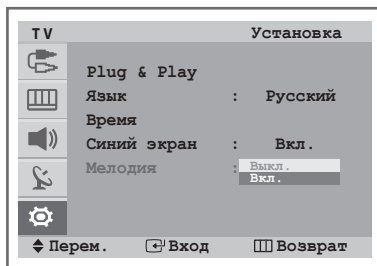 TV Установка
Plug & Play
Язык : Русский
Время
Синий экран : Вкл.
Мелодия : Выкл.
Вкл.
Перем. Вход Возврат